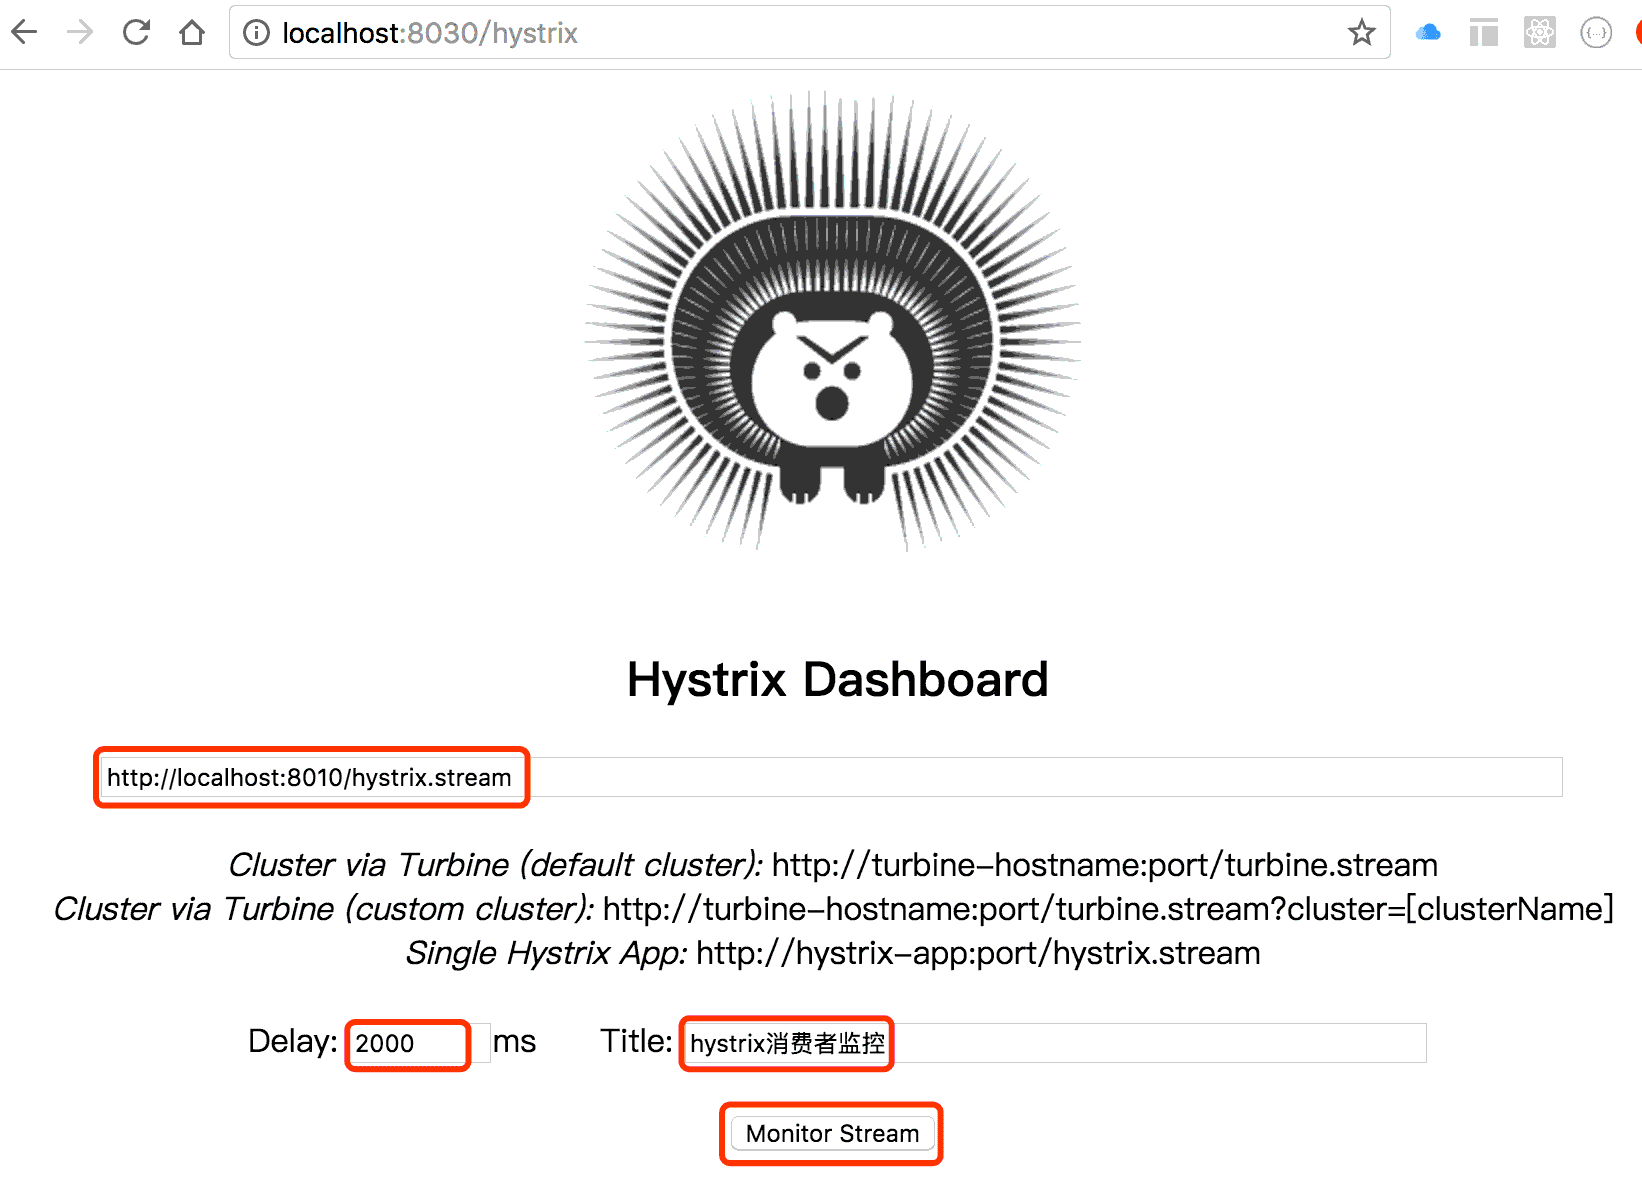 localhost:8030/hystrix
{...}
Hystrix Dashboard
http://localhost:8010/hystrix.stream
Cluster via Turbine (default cluster): http://turbine-hostname:port/turbine.stream
Cluster via Turbine (custom cluster): http://turbine-hostname:port/turbine.stream?cluster=[clusterName]
Single Hystrix App: http://hystrix-app:port/hystrix.stream
Delay: 2000 ms Title: hystrix消费者监控
Monitor Stream